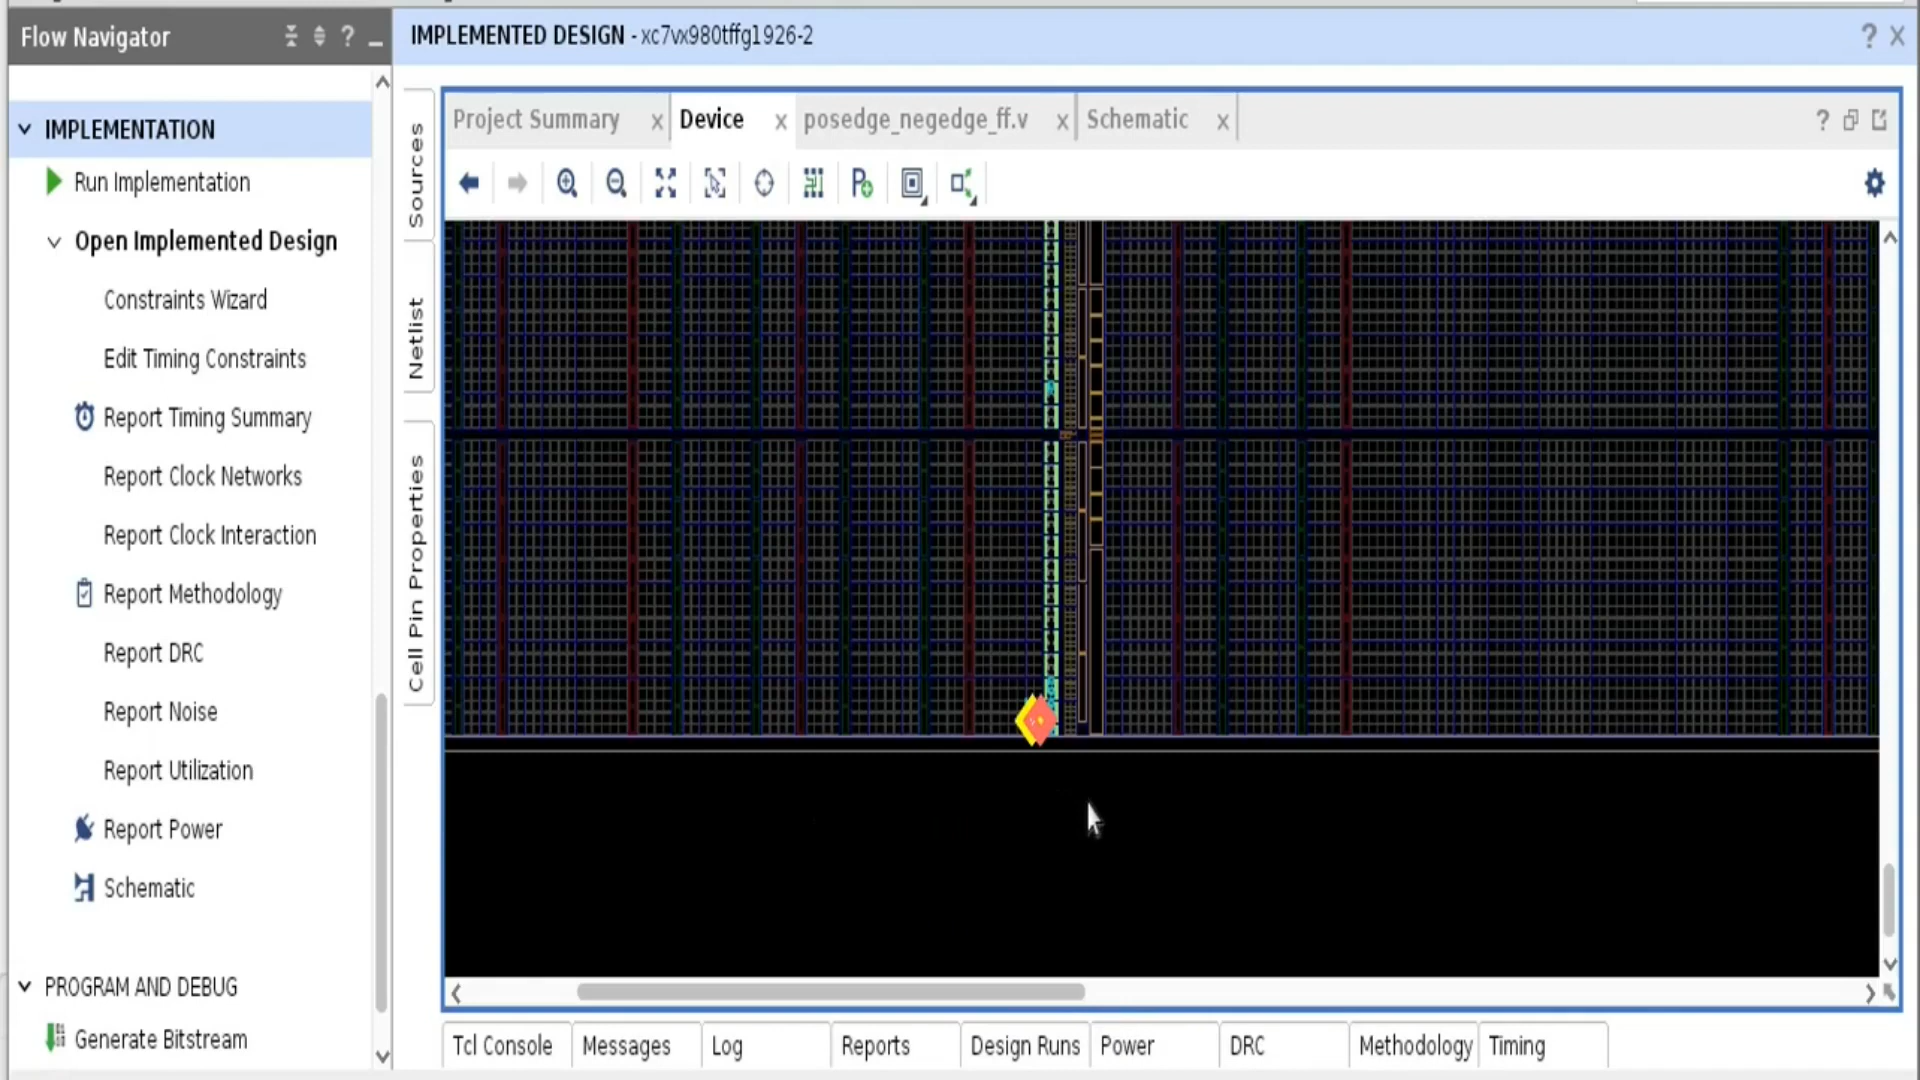 Flow Navigator
?
IMPLEMENTED DESIGN - xc7vx980tffg1926-2
?
IMPLEMENTATION
Run Implementation
Open Implemented Design
Constraints Wizard
Edit Timing Constraints
Report Timing Summary
Report Clock Networks
Report Clock Interaction
Report Methodology
Report DRC
Report Noise
Report Utilization
Report Power
Schematic
PROGRAM AND DEBUG
Generate Bitstream
Sources
Netlist
Cell Pin Properties
Project Summary
Device
posedge_negedge_ff.v
Schematic
?
Tcl Console
Messages
Log
Reports
Design Runs
Power
DRC
Methodology
Timing